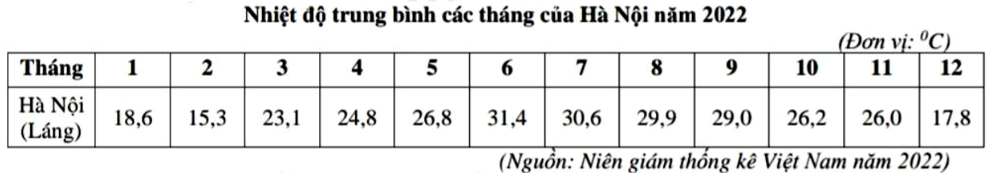 Nhiệt độ trung bình các tháng của Hà Nội năm 2022
(Đơn vị: ⁰C)
Tháng 1 2 3 4 5 6 7 8 9 10 11 12
Hà Nội (Láng) 18,6 15,3 23,1 24,8 26,8 31,4 30,6 29,9 29,0 26,2 26,0 17,8
(Nguồn: Niên giám thống kê Việt Nam năm 2022)